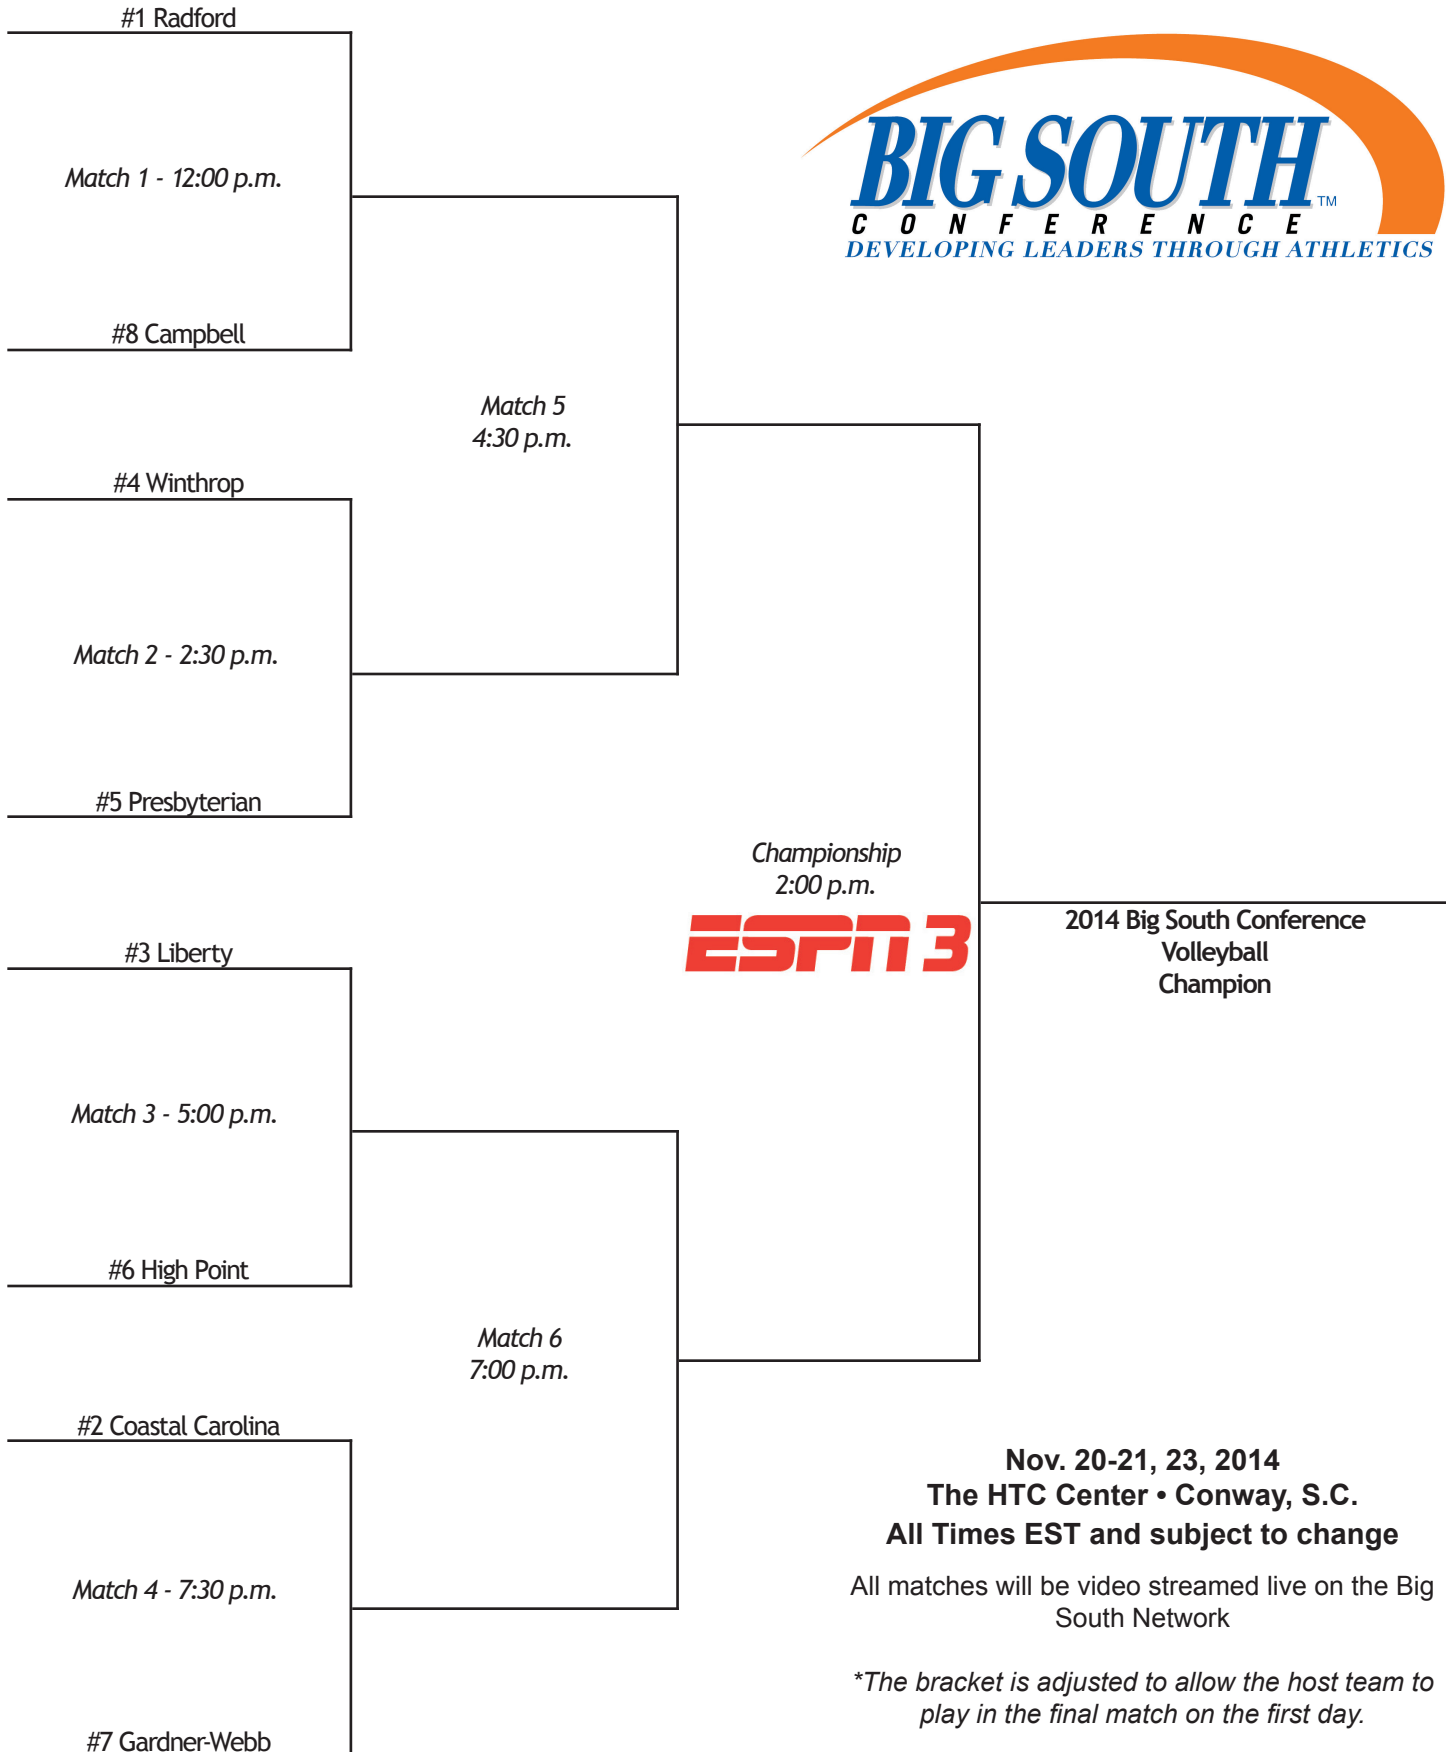 #1 Radford
BIG SOUTH™
CONFERENCE
DEVELOPING LEADERS THROUGH ATHLETICS
Match 1 - 12:00 p.m.
#8 Campbell
Match 5
4:30 p.m.
#4 Winthrop
Match 2 - 2:30 p.m.
#5 Presbyterian
Championship
2:00 p.m.
ESPN 3
2014 Big South Conference
Volleyball
Champion
#3 Liberty
Match 3 - 5:00 p.m.
#6 High Point
Match 6
7:00 p.m.
#2 Coastal Carolina
Match 4 - 7:30 p.m.
#7 Gardner-Webb
Nov. 20-21, 23, 2014
The HTC Center • Conway, S.C.
All Times EST and subject to change
All matches will be video streamed live on the Big
South Network
*The bracket is adjusted to allow the host team to
play in the final match on the first day.